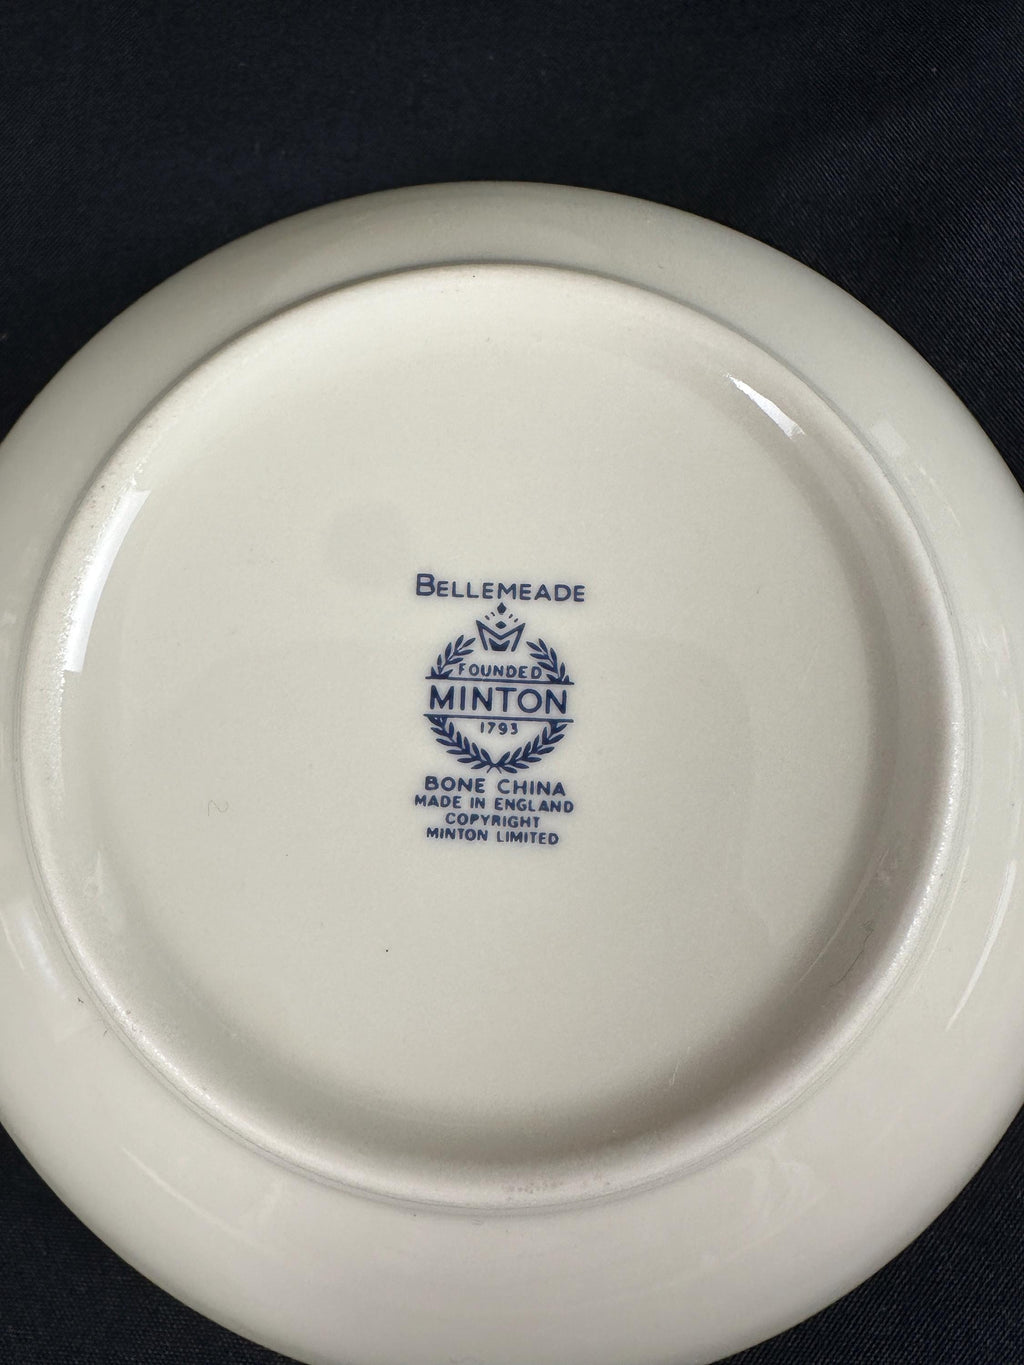 BELLEMEADE
FOUNDED
MINTON
1793
BONE CHINA
MADE IN ENGLAND
COPYRIGHT
MINTON LIMITED